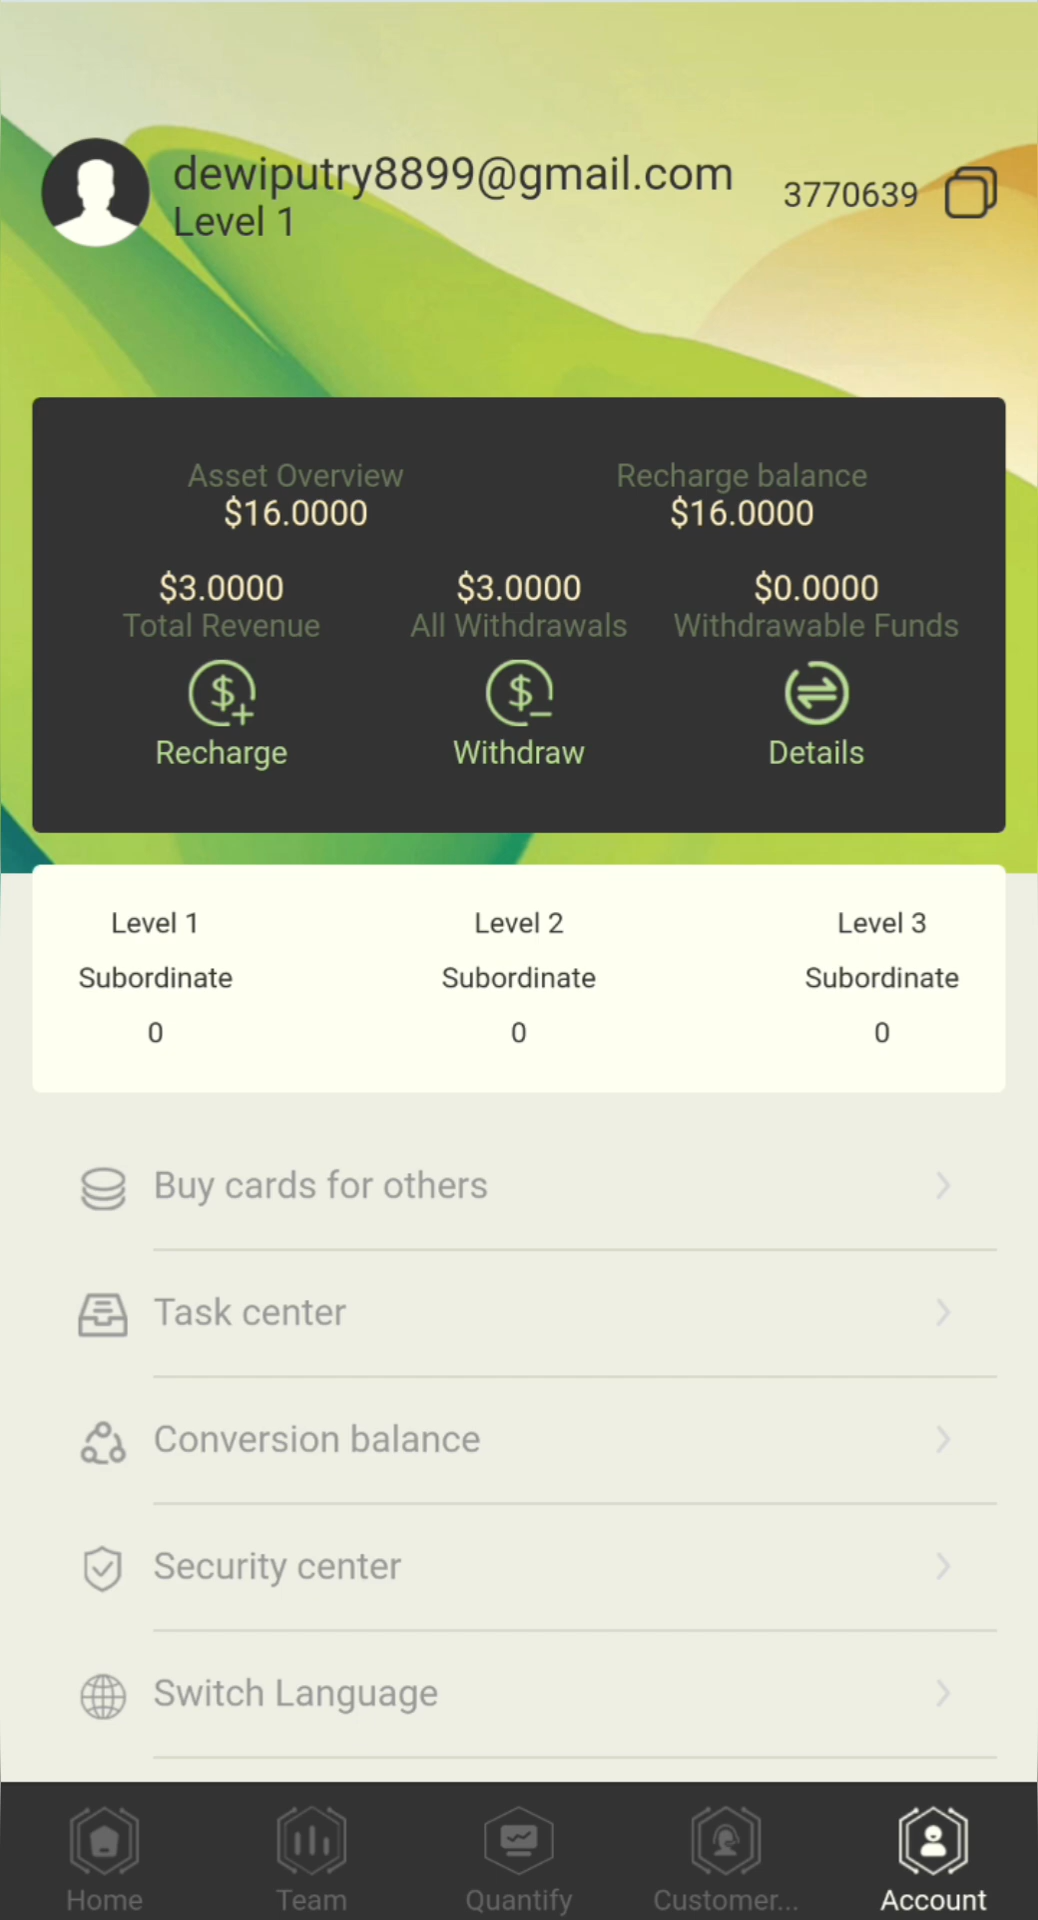 dewiputry8899@gmail.com
Level 1
3770639
Asset Overview
$16.0000
Recharge balance
$16.0000
$3.0000
Total Revenue
$3.0000
All Withdrawals
$0.0000
Withdrawable Funds
Recharge
Withdraw
Details
Level 1
Subordinate
0
Level 2
Subordinate
0
Level 3
Subordinate
0
Buy cards for others
Task center
Conversion balance
Security center
Switch Language
Home
Team
Quantify
Customer...
Account